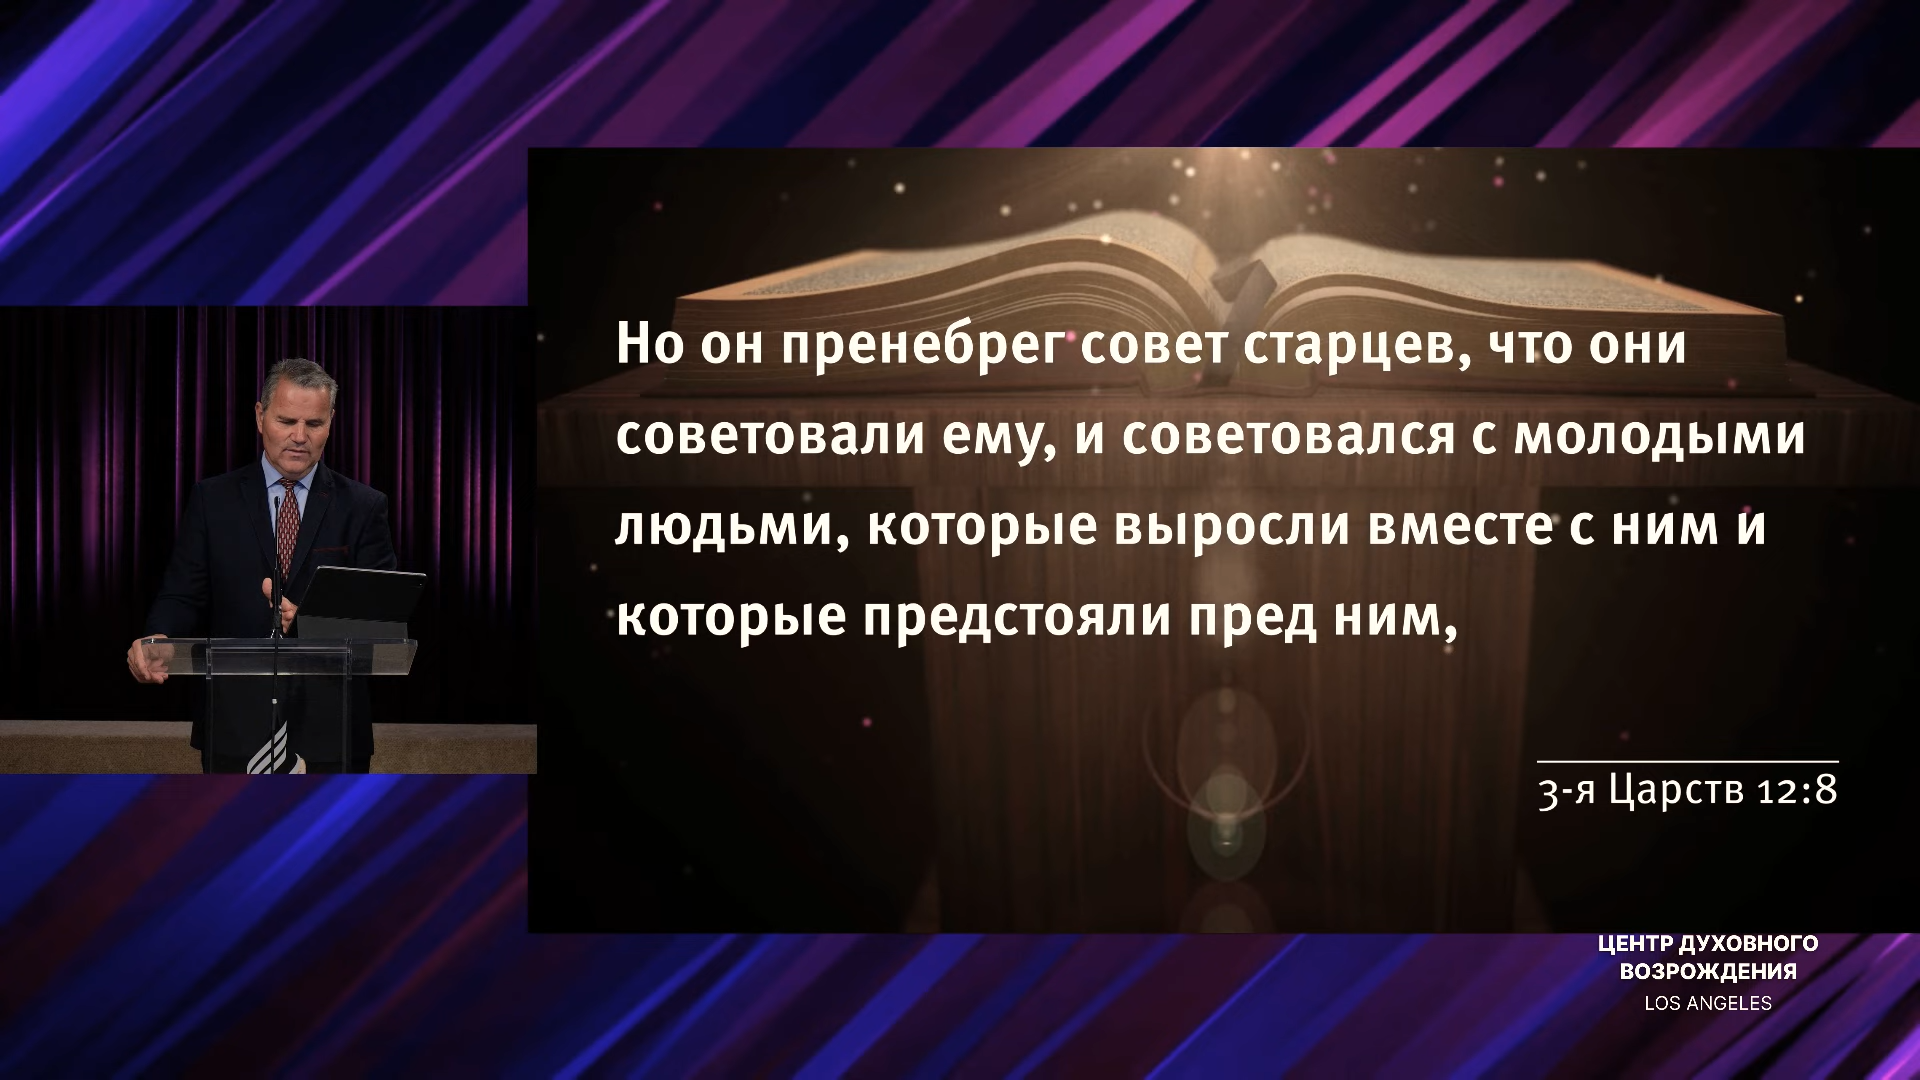 Но он пренебрег совет старцев, что они
советовали ему, и советовался с молодыми
людьми, которые выросли вместе с ним и
которые предстояли пред ним,
3-я Царств 12:8
ЦЕНТР ДУХОВНОГО
ВОЗРОЖДЕНИЯ
LOS ANGELES